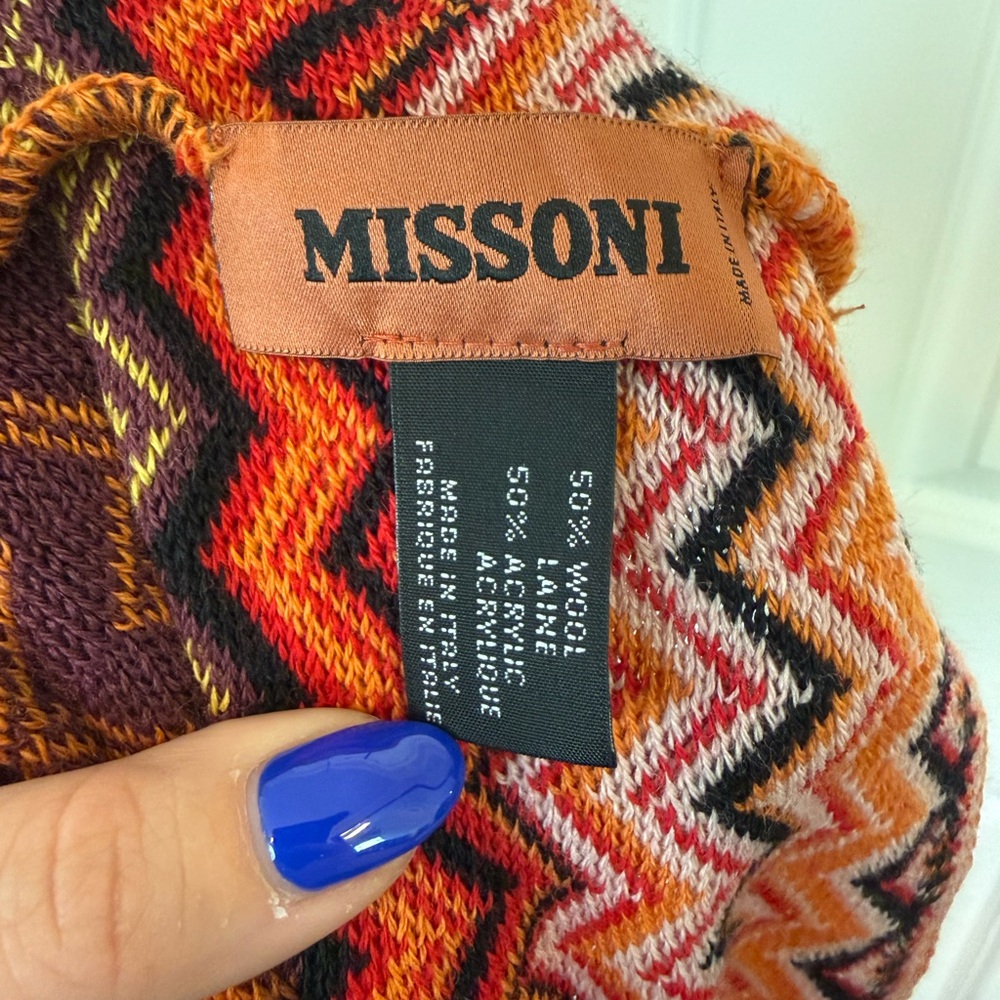 MISSONI
MADE IN ITALY
50% WOOL
LAINE
50% ACRYLIC
ACRYLIQUE
MADE IN ITALY
FABRIQUE EN ITALIE